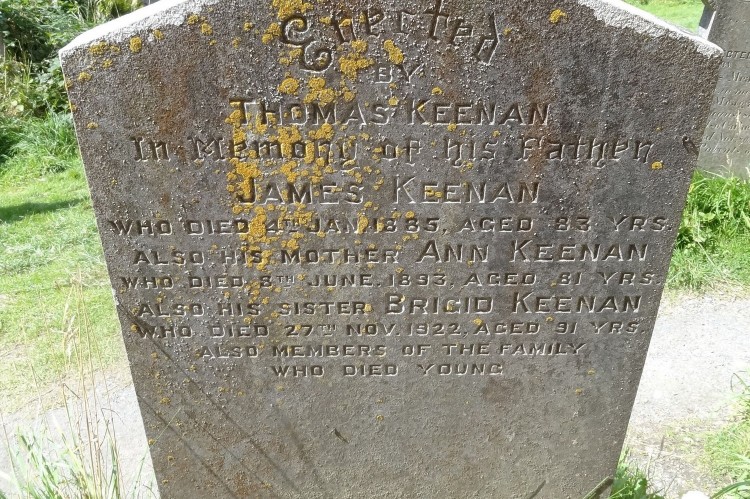 Erected
BY
THOMAS KEENAN
In Memory of his Father
JAMES KEENAN
WHO DIED 4TH JAN. 1885, AGED 83 YRS.
ALSO HIS MOTHER ANN KEENAN
WHO DIED 8TH JUNE, 1893, AGED 81 YRS.
ALSO HIS SISTER BRIGID KEENAN
WHO DIED 27TH NOV. 1922, AGED 91 YRS.
ALSO MEMBERS OF THE FAMILY
WHO DIED YOUNG